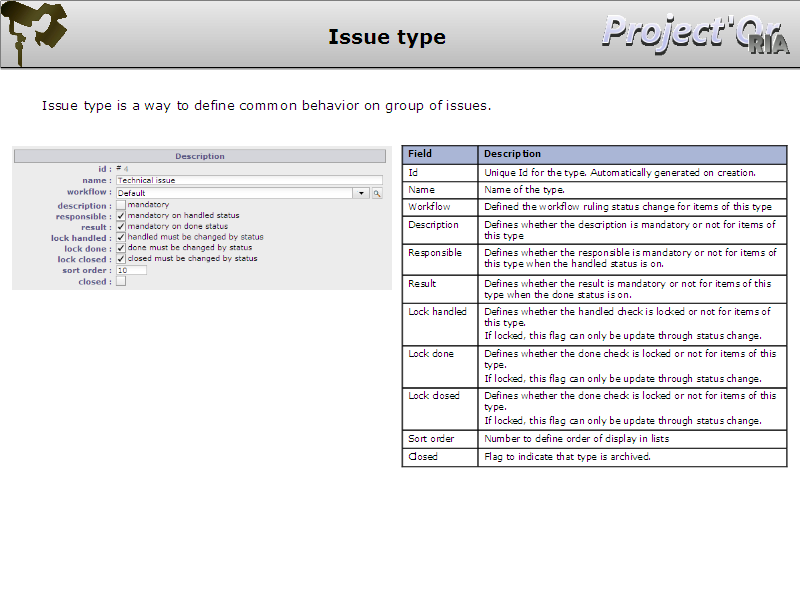 Issue type
Project'Or
RIA
Issue type is a way to define common behavior on group of issues.
Description
id : # 4
name : Technical issue
workflow : Default
description : mandatory
responsible : mandatory on handled status
result : mandatory on done status
lock handled : handled must be changed by status
lock done : done must be changed by status
lock closed : closed must be changed by status
sort order : 10
closed :
Field Description
Id Unique Id for the type. Automatically generated on creation.
Name Name of the type.
Workflow Defined the workflow ruling status change for items of this type
Description Defines whether the description is mandatory or not for items of
this type
Responsible Defines whether the responsible is mandatory or not for items of
this type when the handled status is on.
Result Defines whether the result is mandatory or not for items of this
type when the done status is on.
Lock handled Defines whether the handled check is locked or not for items of
this type.
If locked, this flag can only be update through status change.
Lock done Defines whether the done check is locked or not for items of this
type.
If locked, this flag can only be update through status change.
Lock closed Defines whether the done check is locked or not for items of this
type.
If locked, this flag can only be update through status change.
Sort order Number to define order of display in lists
Closed Flag to indicate that type is archived.